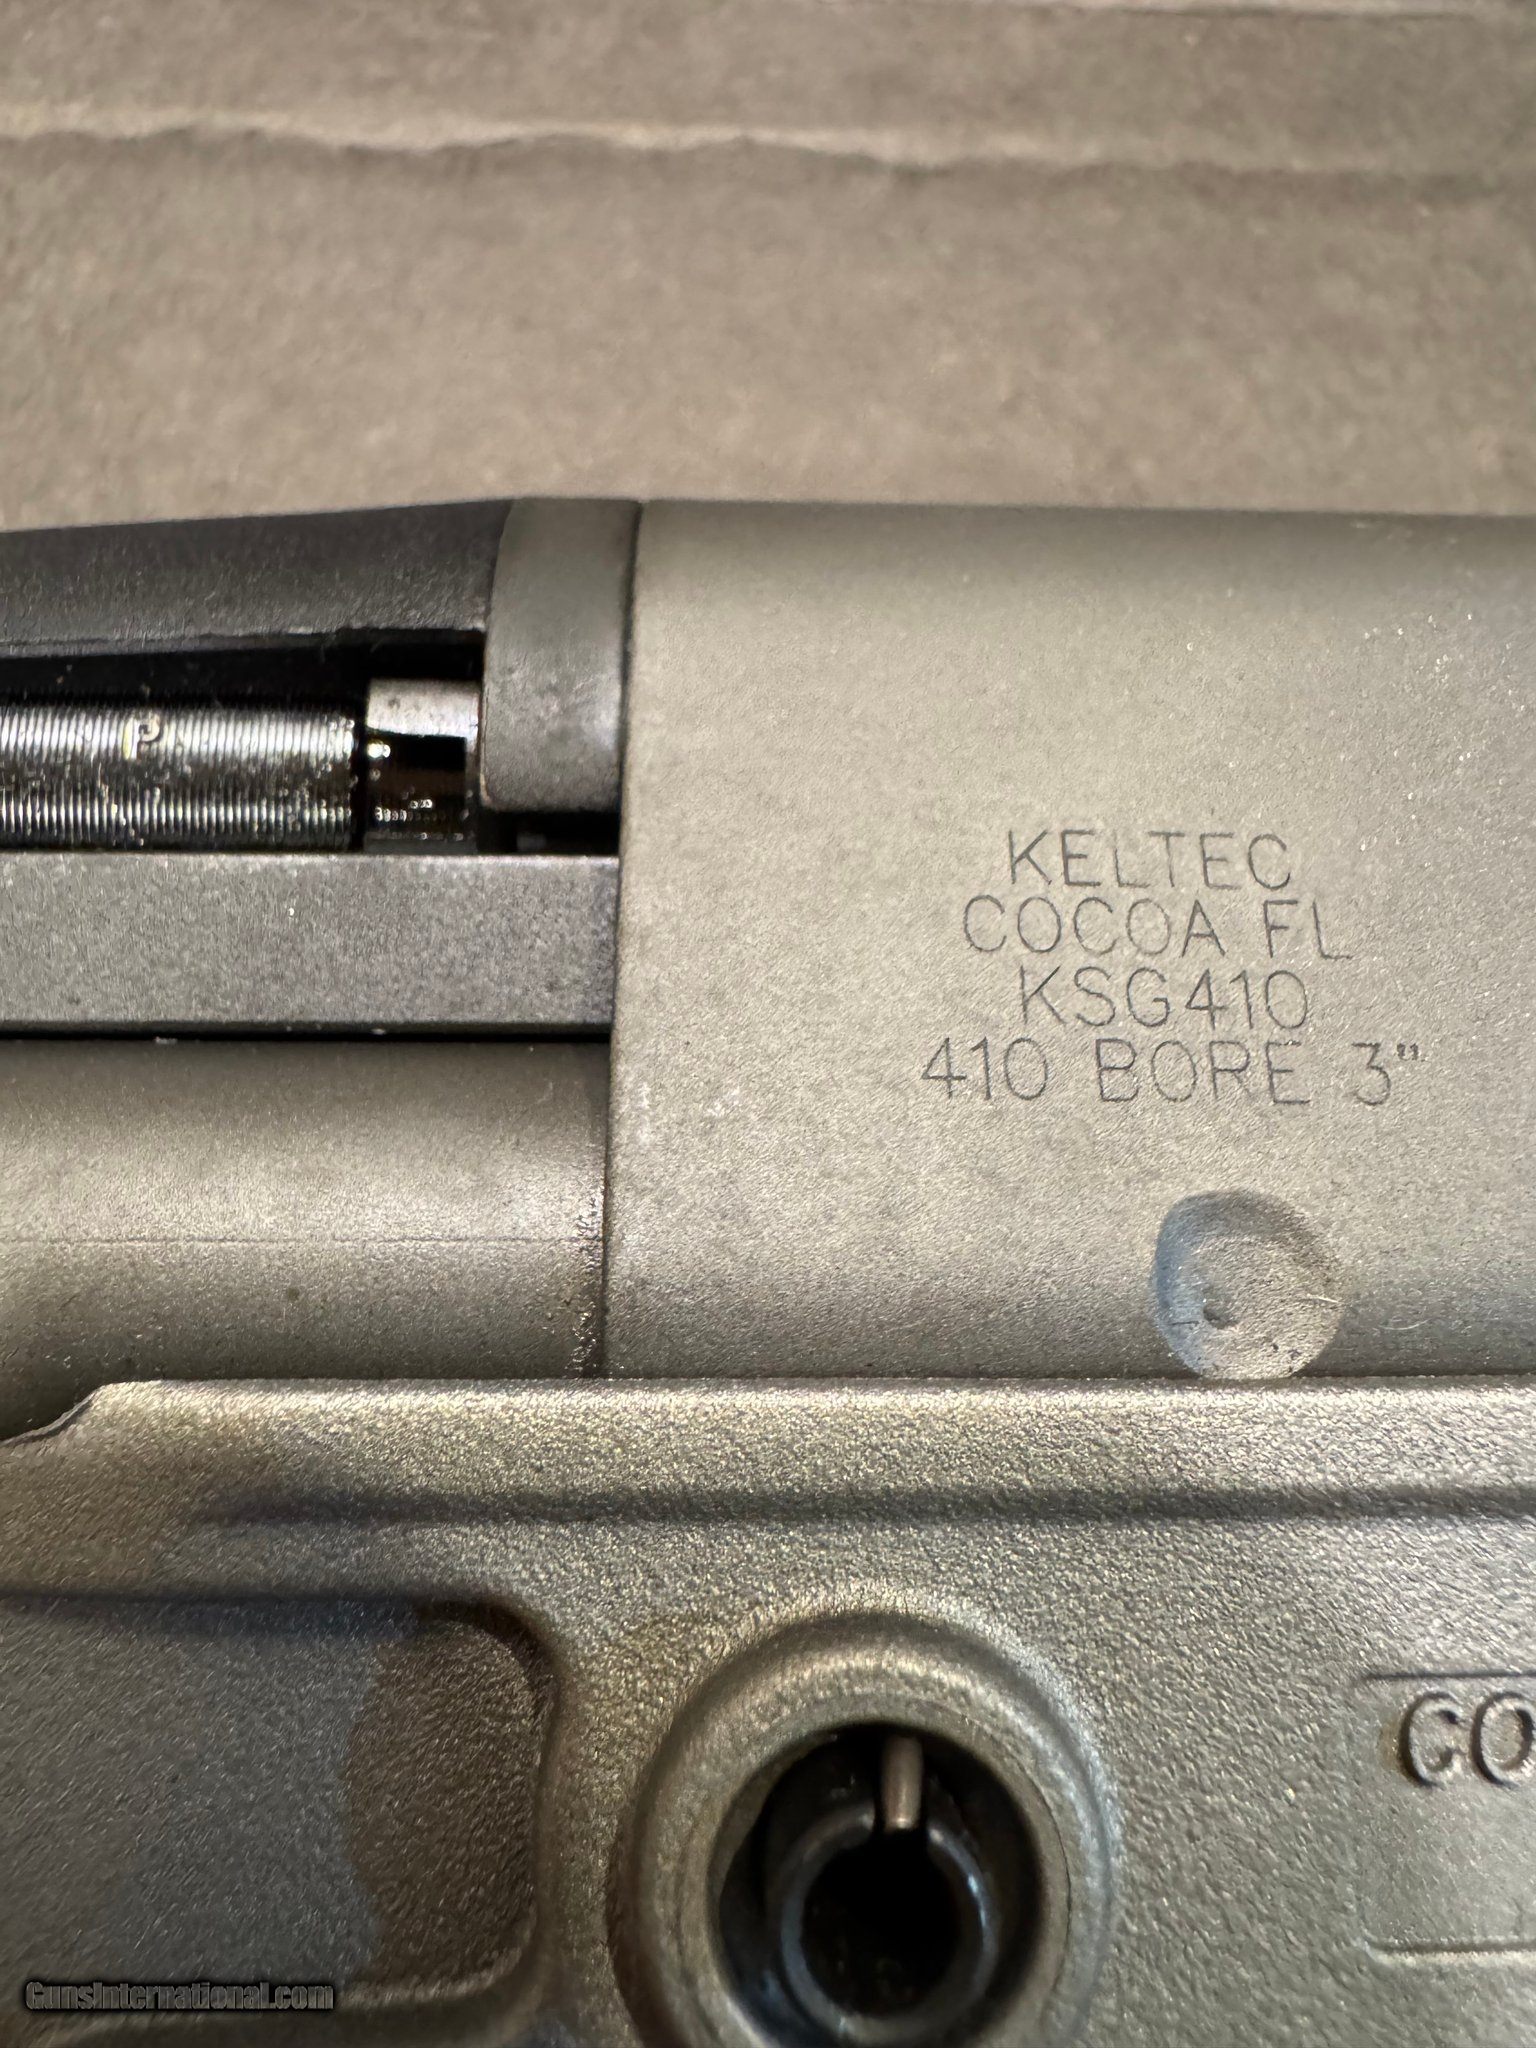 P
KELTEC
COCOA FL
KSG410
410 BORE 3"
CO
GunsInternational.com